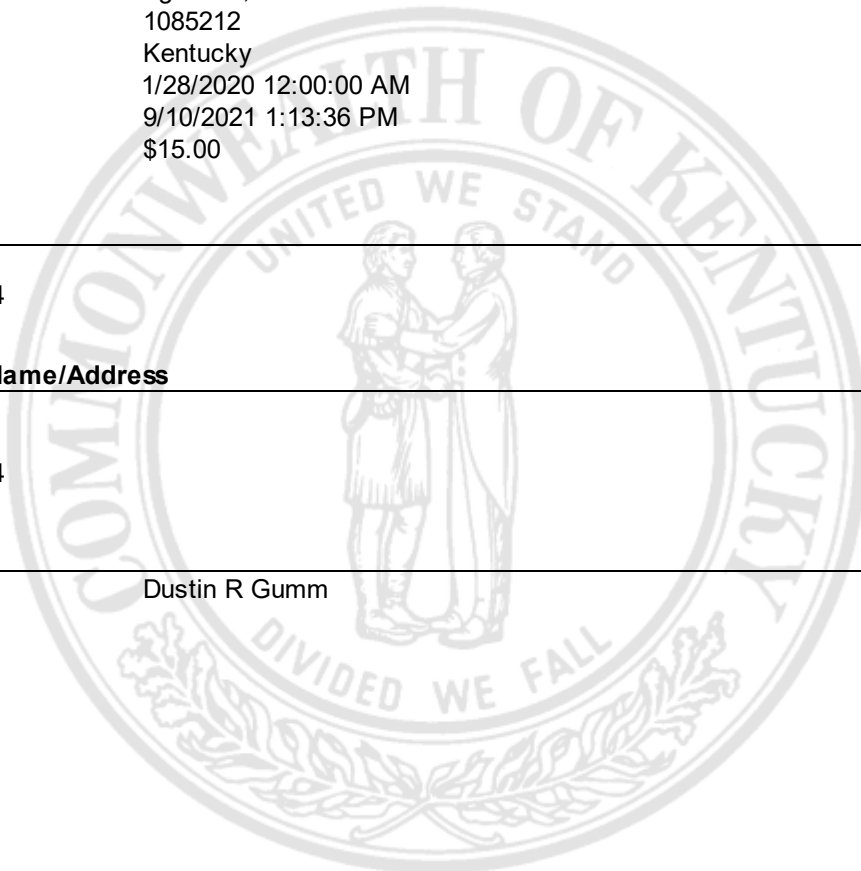 1085212
Kentucky
1/28/2020 12:00:00 AM
9/10/2021 1:13:36 PM
$15.00
COMMONWEALTH OF KENTUCKY
UNITED WE STAND
4
Name/Address
4
Dustin R Gumm
DIVIDED WE FALL